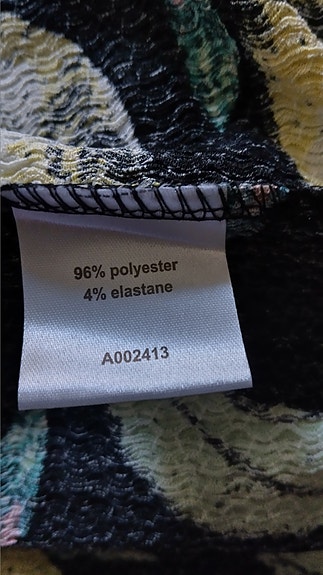 96% polyester
4% elastane
A002413